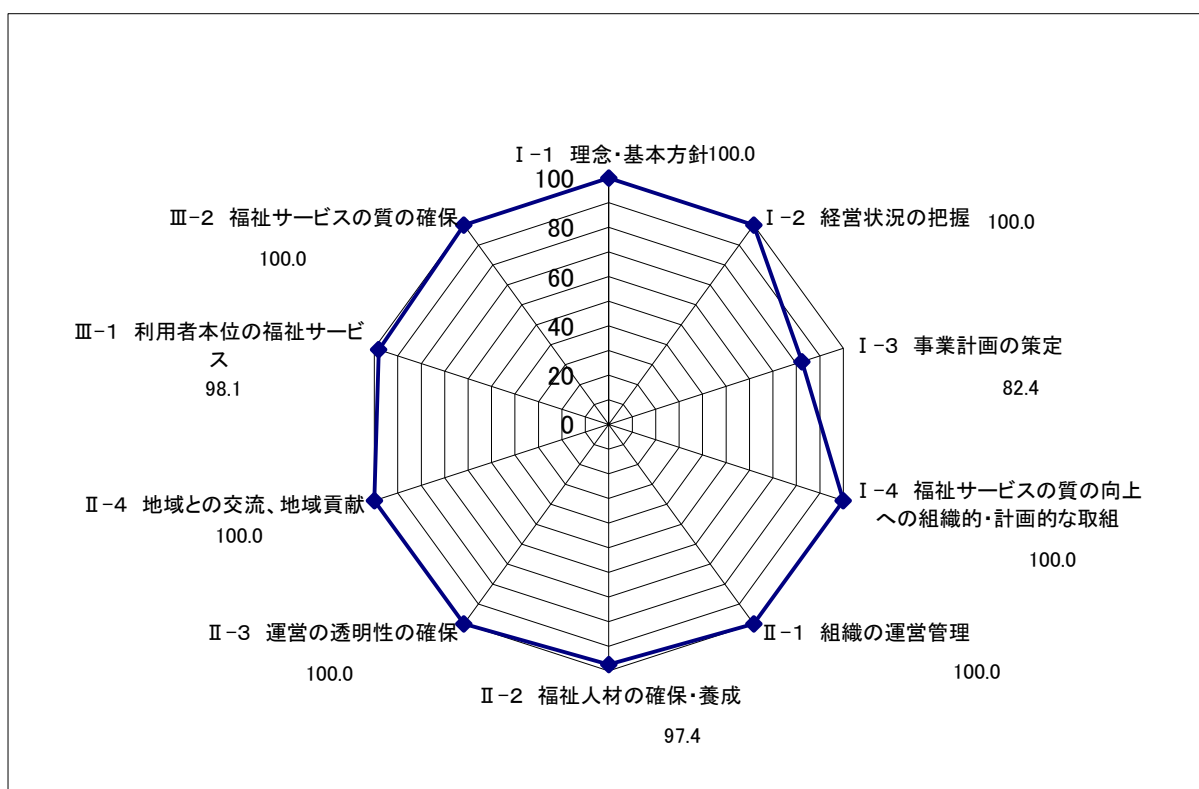 Ⅰ-1 理念・基本方針100.0
Ⅰ-2 経営状況の把握 100.0
Ⅰ-3 事業計画の策定
82.4
Ⅰ-4 福祉サービスの質の向上
への組織的・計画的な取組
100.0
Ⅱ-1 組織の運営管理
100.0
Ⅱ-2 福祉人材の確保・養成
97.4
Ⅱ-3 運営の透明性の確保
100.0
Ⅱ-4 地域との交流、地域貢献
100.0
Ⅲ-1 利用者本位の福祉サービ
ス
98.1
Ⅲ-2 福祉サービスの質の確保
100.0
100
80
60
40
20
0